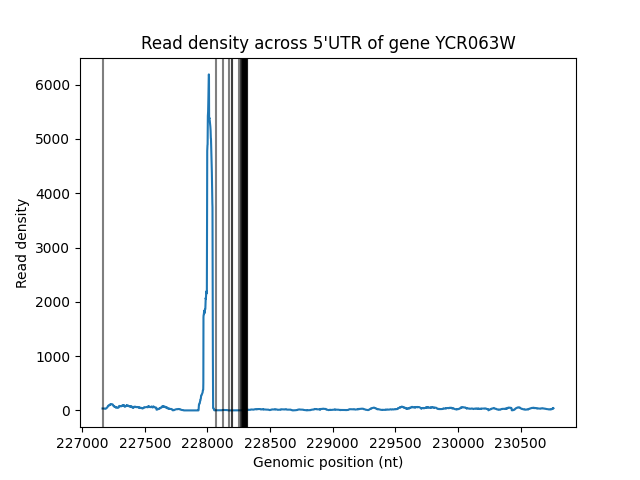 Read density across 5'UTR of gene YCR063W
6000
5000
4000
3000
2000
1000
0
Read density
227000 227500 228000 228500 229000 229500 230000 230500
Genomic position (nt)